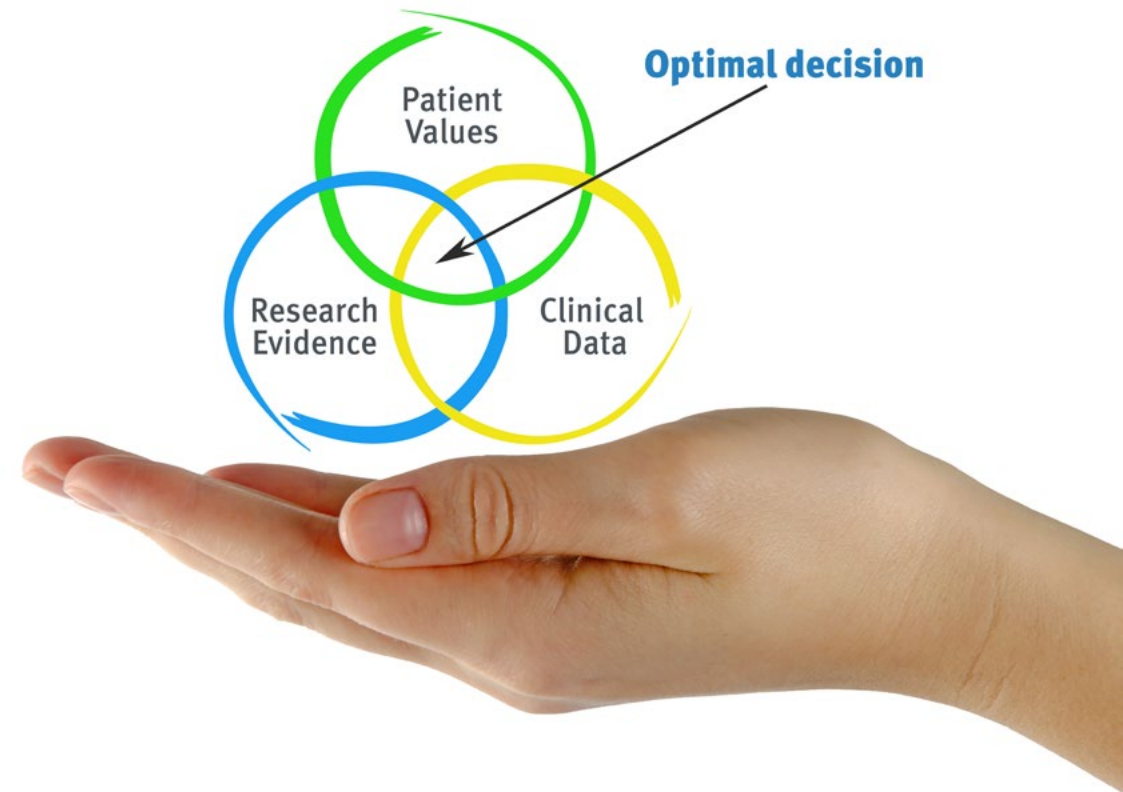 Optimal decision
Patient
Values
Research
Evidence
Clinical
Data